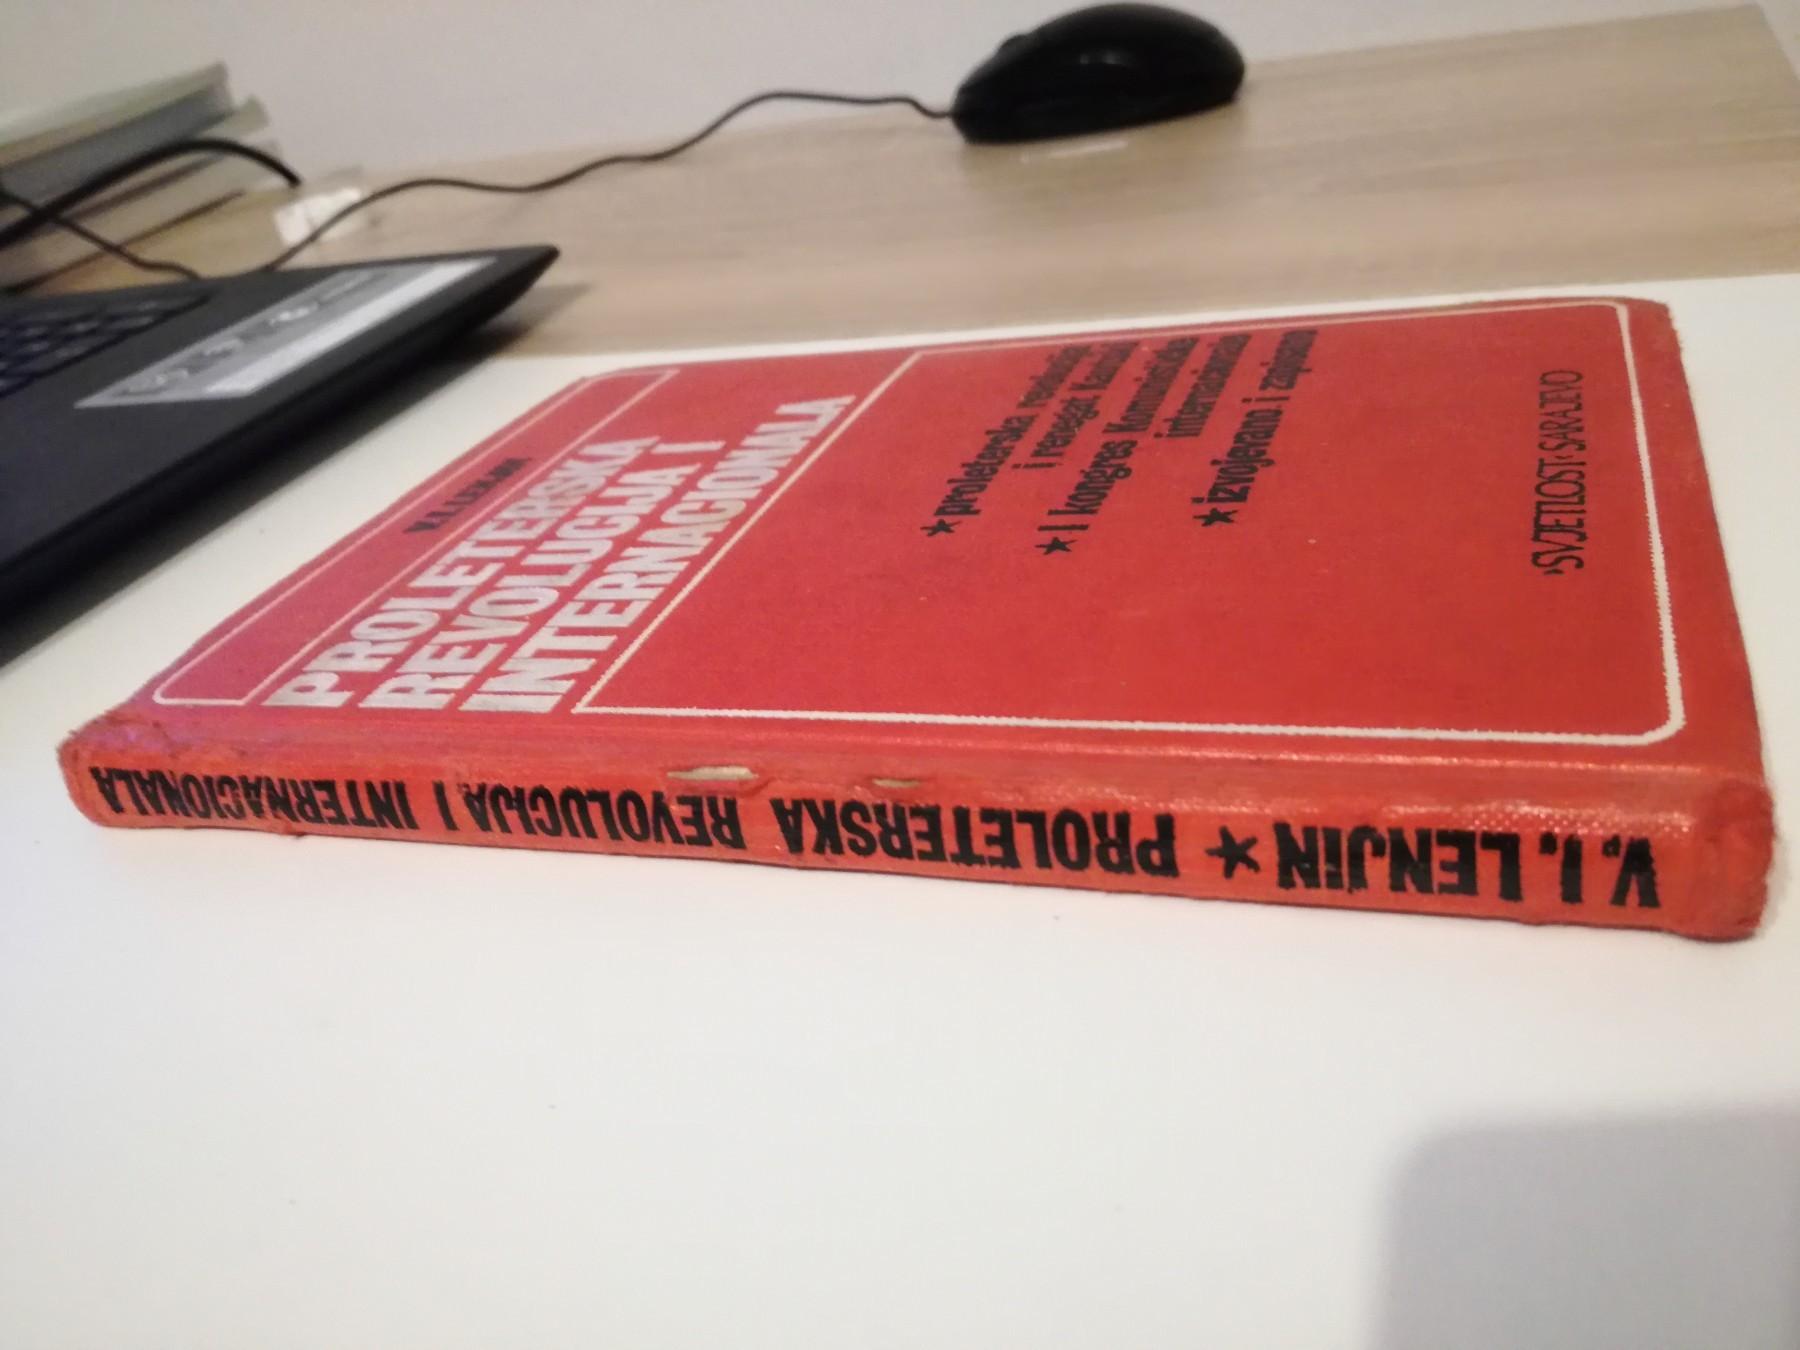 V. I. LENJIN
PROLETERSKA
REVOLUCIJA I
INTERNACIONALA
★ proleterska revolucija
i renegat Kautski
★ I kongres Komunističke
internacionale
★ izvojevano i zapisano
»SVJETLOST« SARAJEVO
V. I. LENJIN ★ PROLETERSKA REVOLUCIJA I INTERNACIONALA